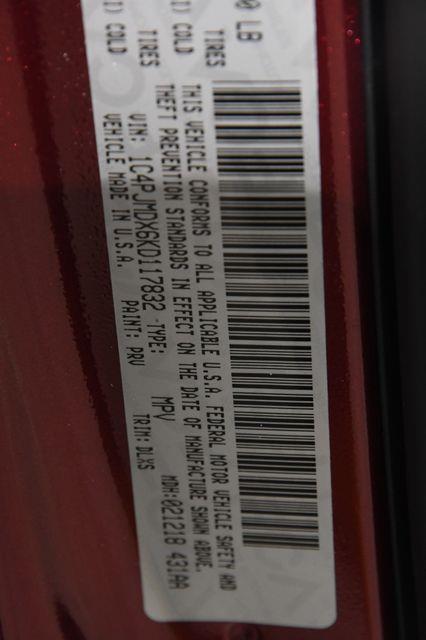 0 LB
TIRES
TIRES
I) COLD
I) COLD
THIS VEHICLE CONFORMS TO ALL APPLICABLE U.S.A. FEDERAL MOTOR VEHICLE SAFETY AND
THEFT PREVENTION STANDARDS IN EFFECT ON THE DATE OF MANUFACTURE SHOWN ABOVE.
VIN: 1C4PJMDX6KD117832 TYPE: MPV MDH:021218 431AA
VEHICLE MADE IN U.S.A. PAINT: PRV TRIM: DLXS